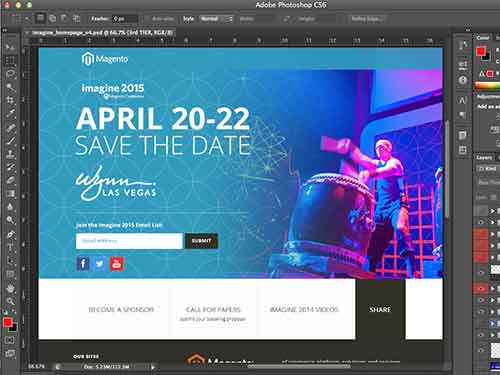 Adobe Photoshop CS6
Feather: 0 px
Anti-alias
Style: Normal
Width:
Height:
Refine Edge...
imagine_homepage_v4.psd @ 66.7% (3rd TIER, RGB/8)
Color
Magento
imagine 2015
Magento Conference
APRIL 20-22
SAVE THE DATE
Wynn
LAS VEGAS
Join the Imagine 2015 Email List:
Email Address
SUBMIT
BECOME A SPONSOR
CALL FOR PAPERS
submit your speaking proposal
IMAGINE 2014 VIDEOS
SHARE
OUR SITES
Magento
eCommerce platform, solutions and services
Adjustments
Add an
Layers
Kind
Normal
Lock:
66.67%
Doc: 5.23M/112.3M